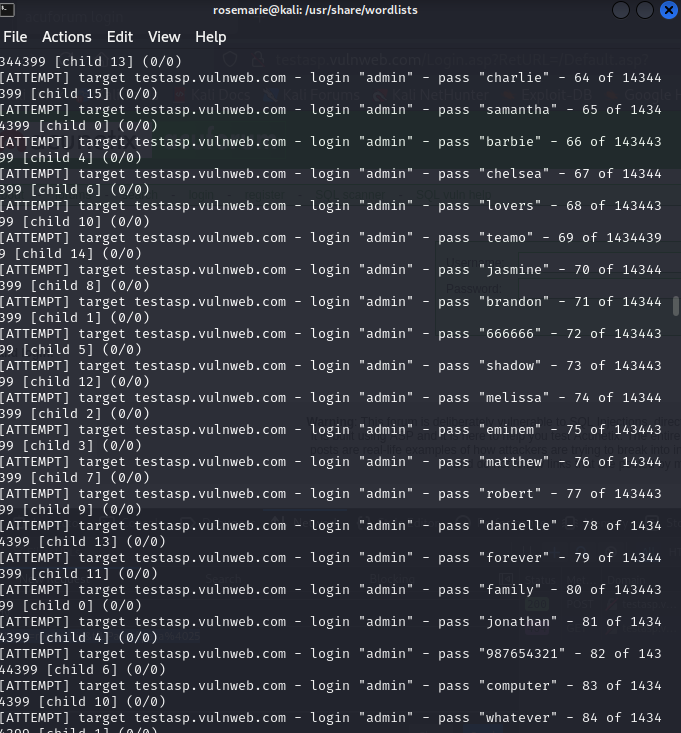 rosemarie@kali: /usr/share/wordlists
File Actions Edit View Help
344399 [child 13] (0/0)
[ATTEMPT] target testasp.vulnweb.com - login "admin" - pass "charlie" - 64 of 14344
399 [child 15] (0/0)
[ATTEMPT] target testasp.vulnweb.com - login "admin" - pass "samantha" - 65 of 1434
4399 [child 0] (0/0)
[ATTEMPT] target testasp.vulnweb.com - login "admin" - pass "barbie" - 66 of 143443
99 [child 4] (0/0)
[ATTEMPT] target testasp.vulnweb.com - login "admin" - pass "chelsea" - 67 of 14344
399 [child 6] (0/0)
[ATTEMPT] target testasp.vulnweb.com - login "admin" - pass "lovers" - 68 of 143443
99 [child 10] (0/0)
[ATTEMPT] target testasp.vulnweb.com - login "admin" - pass "teamo" - 69 of 1434439
9 [child 14] (0/0)
[ATTEMPT] target testasp.vulnweb.com - login "admin" - pass "jasmine" - 70 of 14344
399 [child 8] (0/0)
[ATTEMPT] target testasp.vulnweb.com - login "admin" - pass "brandon" - 71 of 14344
399 [child 1] (0/0)
[ATTEMPT] target testasp.vulnweb.com - login "admin" - pass "666666" - 72 of 143443
99 [child 5] (0/0)
[ATTEMPT] target testasp.vulnweb.com - login "admin" - pass "shadow" - 73 of 143443
99 [child 12] (0/0)
[ATTEMPT] target testasp.vulnweb.com - login "admin" - pass "melissa" - 74 of 14344
399 [child 2] (0/0)
[ATTEMPT] target testasp.vulnweb.com - login "admin" - pass "eminem" - 75 of 143443
99 [child 3] (0/0)
[ATTEMPT] target testasp.vulnweb.com - login "admin" - pass "matthew" - 76 of 14344
399 [child 7] (0/0)
[ATTEMPT] target testasp.vulnweb.com - login "admin" - pass "robert" - 77 of 143443
99 [child 9] (0/0)
[ATTEMPT] target testasp.vulnweb.com - login "admin" - pass "danielle" - 78 of 1434
4399 [child 13] (0/0)
[ATTEMPT] target testasp.vulnweb.com - login "admin" - pass "forever" - 79 of 14344
399 [child 11] (0/0)
[ATTEMPT] target testasp.vulnweb.com - login "admin" - pass "family" - 80 of 143443
99 [child 0] (0/0)
[ATTEMPT] target testasp.vulnweb.com - login "admin" - pass "jonathan" - 81 of 1434
4399 [child 4] (0/0)
[ATTEMPT] target testasp.vulnweb.com - login "admin" - pass "987654321" - 82 of 143
44399 [child 6] (0/0)
[ATTEMPT] target testasp.vulnweb.com - login "admin" - pass "computer" - 83 of 1434
4399 [child 10] (0/0)
[ATTEMPT] target testasp.vulnweb.com - login "admin" - pass "whatever" - 84 of 1434
4399 [child 1] (0/0)